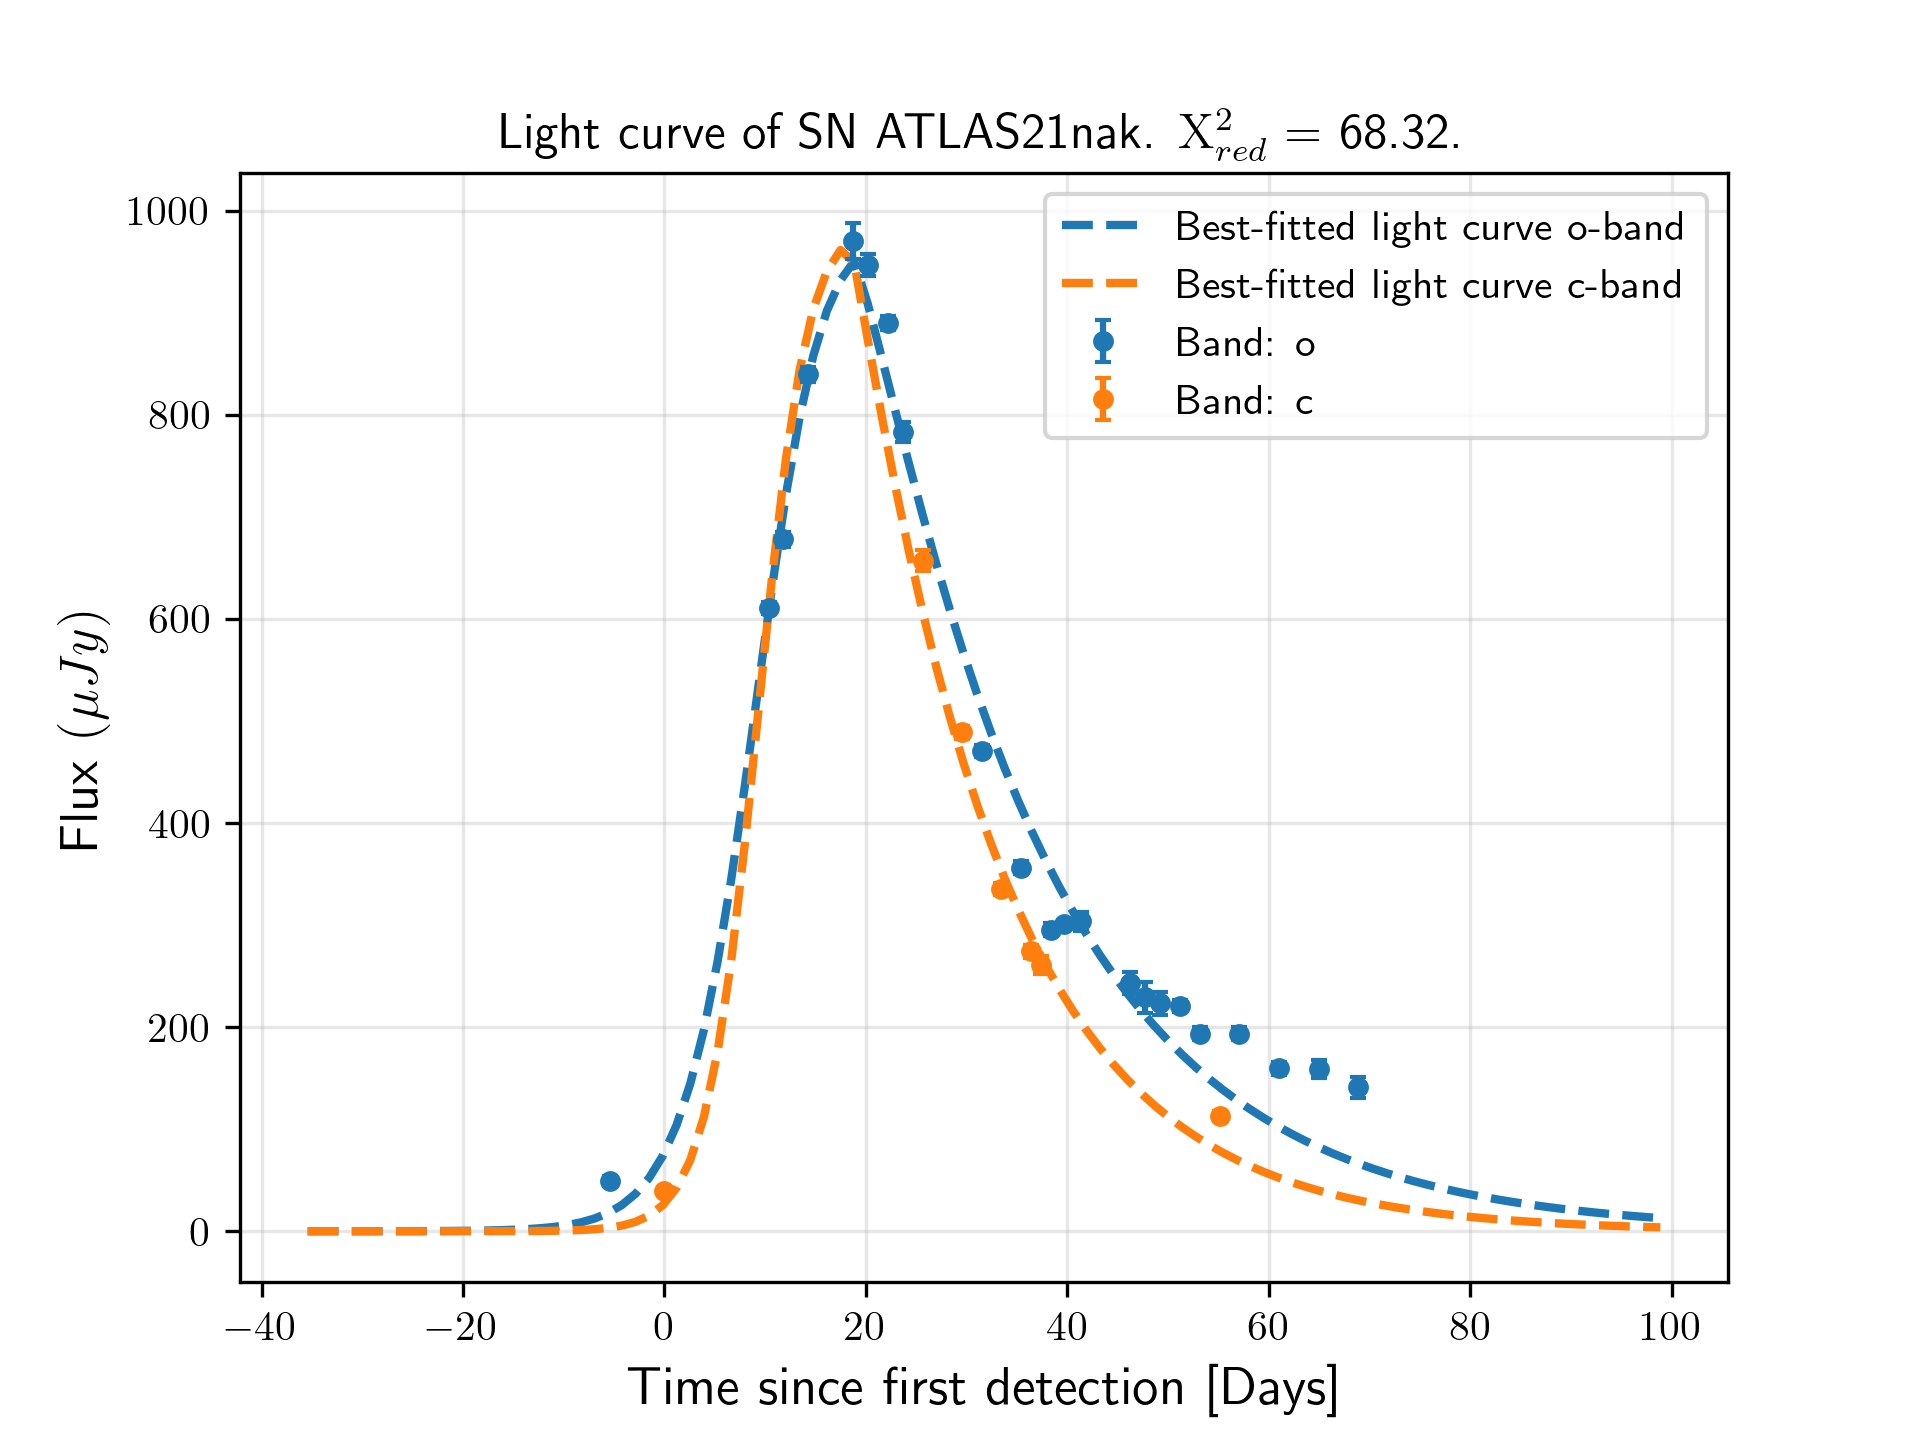 Light curve of SN ATLAS21nak. X²_red = 68.32.
Best-fitted light curve o-band
Best-fitted light curve c-band
Band: o
Band: c
1000
800
600
400
200
0
Flux (μJy)
−40 −20 0 20 40 60 80 100
Time since first detection [Days]